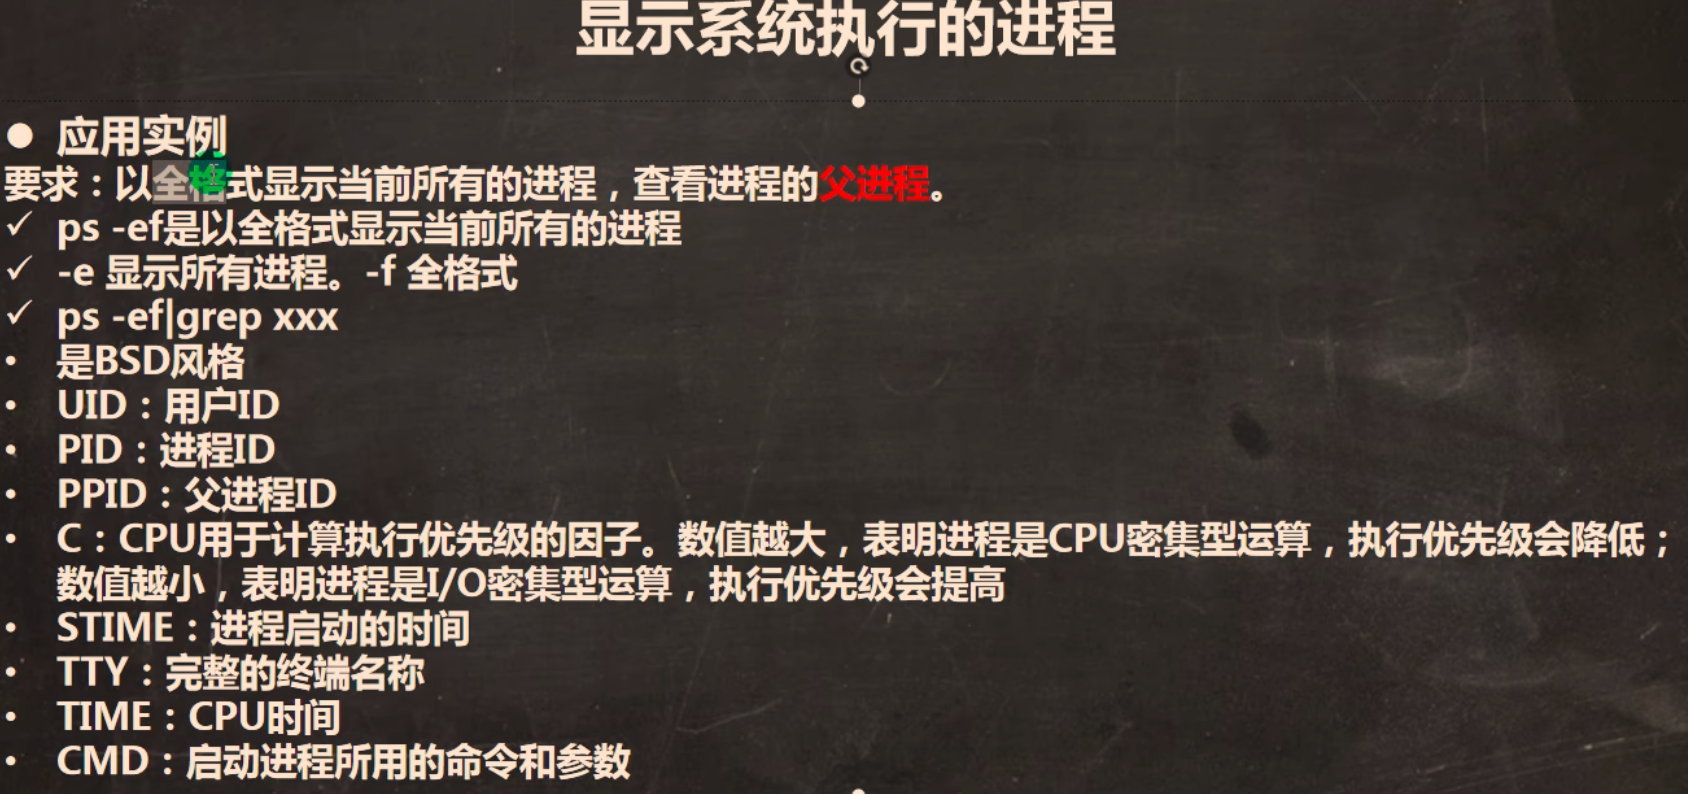 显示系统执行的进程
● 应用实例
要求：以全格式显示当前所有的进程，查看进程的父进程。
✓ ps -ef是以全格式显示当前所有的进程
✓ -e 显示所有进程。-f 全格式
✓ ps -ef|grep xxx
• 是BSD风格
• UID：用户ID
• PID：进程ID
• PPID：父进程ID
• C：CPU用于计算执行优先级的因子。数值越大，表明进程是CPU密集型运算，执行优先级会降低；
数值越小，表明进程是I/O密集型运算，执行优先级会提高
• STIME：进程启动的时间
• TTY：完整的终端名称
• TIME：CPU时间
• CMD：启动进程所用的命令和参数